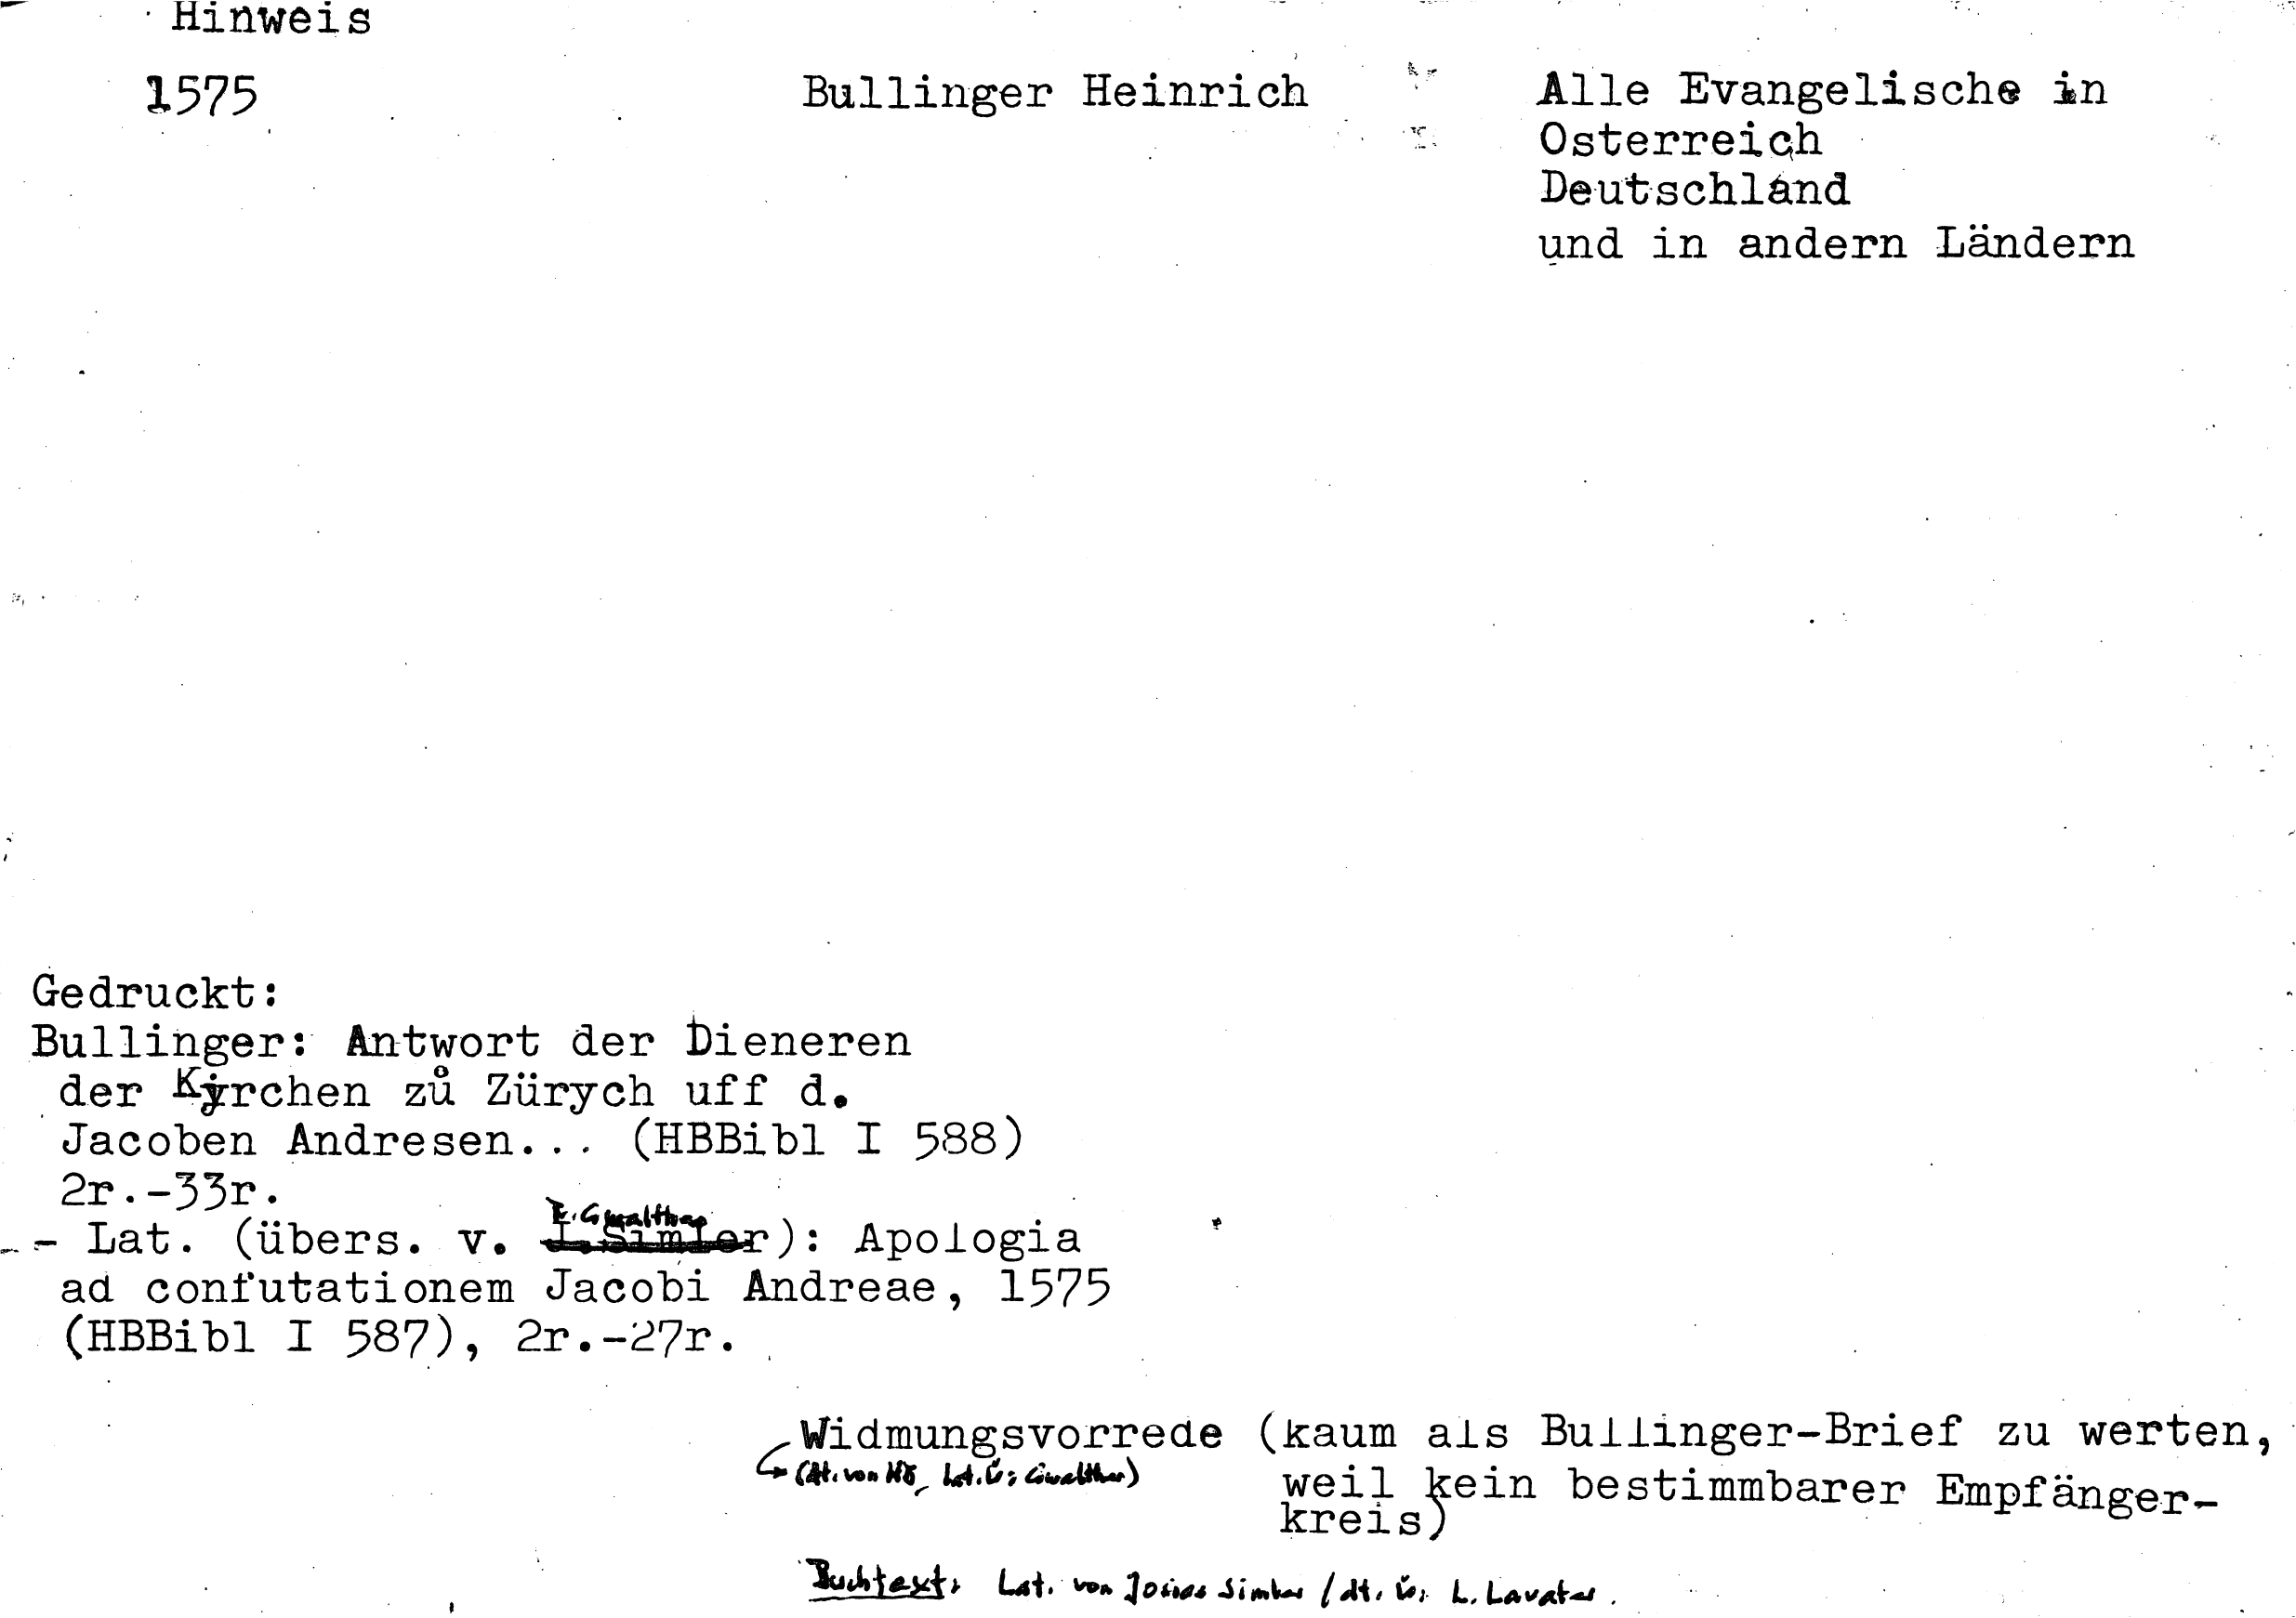 Hinweis
1575
Bullinger Heinrich
Alle Evangelische in
Osterreich
Deutschland
und in andern Ländern
Gedruckt:
Bullinger: Antwort der Dieneren
der Kyrchen zů Zürych uff d.
Jacoben Andresen... (HBBibl I 588)
2r.-33r.
R. Gwalther
- Lat. (übers. v. J. Simler): Apologia
ad confutationem Jacobi Andreae, 1575
(HBBibl I 587), 2r.-27r.
Widmungsvorrede (kaum als Bullinger-Brief zu werten,
(dt. von HB, Lat. Ü: Gwalther)
weil kein bestimmbarer Empfänger-
kreis)
Buchtext: Lat. von Josias Simler / dt. Ü: L. Lavater.